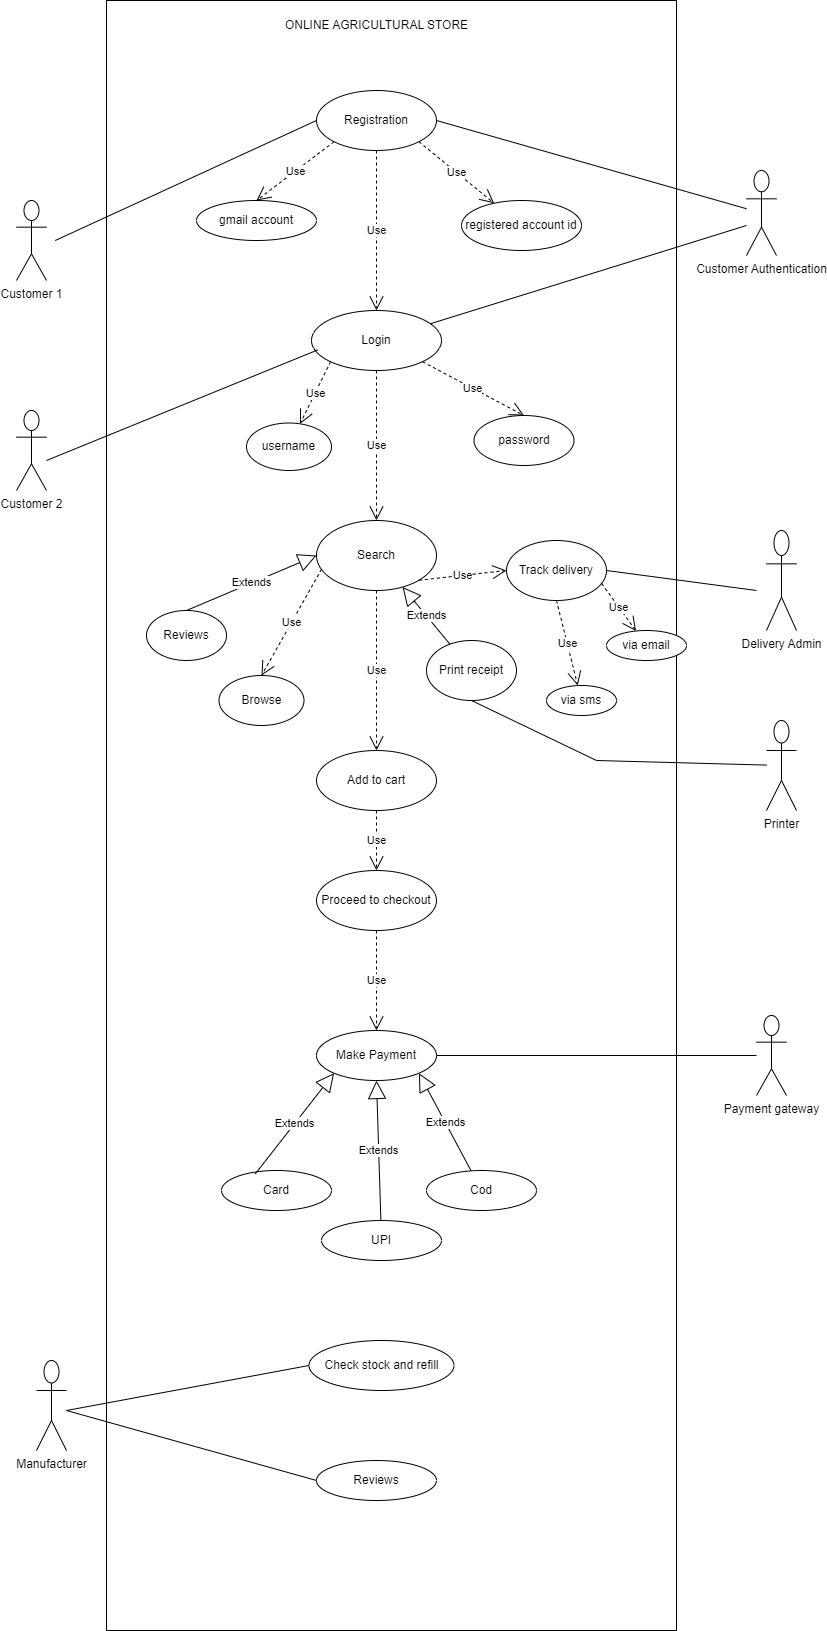 ONLINE AGRICULTURAL STORE
Registration
Use
Use
gmail account
Use
registered account id
Customer 1
Customer Authentication
Login
Use
Use
username
Use
password
Customer 2
Search
Use
Track delivery
Extends
Reviews
Use
Browse
Use
Extends
Print receipt
Use
via email
Use
via sms
Delivery Admin
Printer
Add to cart
Use
Proceed to checkout
Use
Make Payment
Payment gateway
Extends
Extends
Extends
Card
Cod
UPI
Check stock and refill
Manufacturer
Reviews